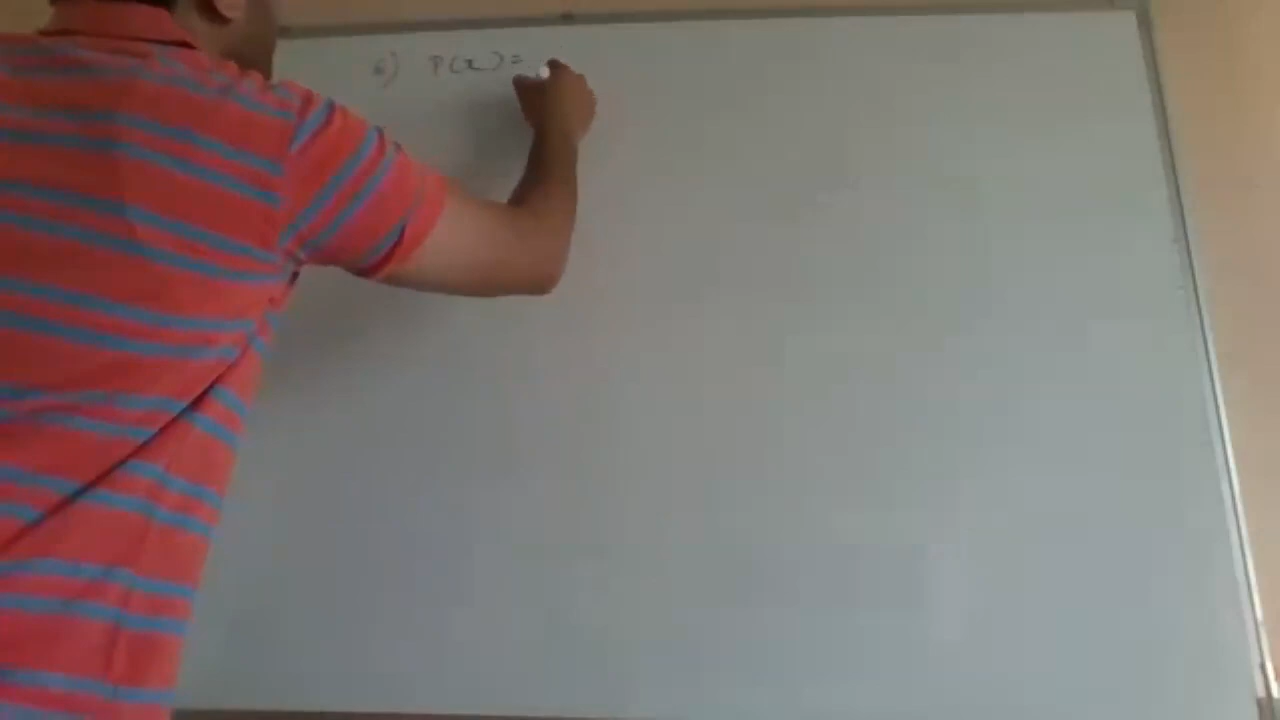 6) P(x) =